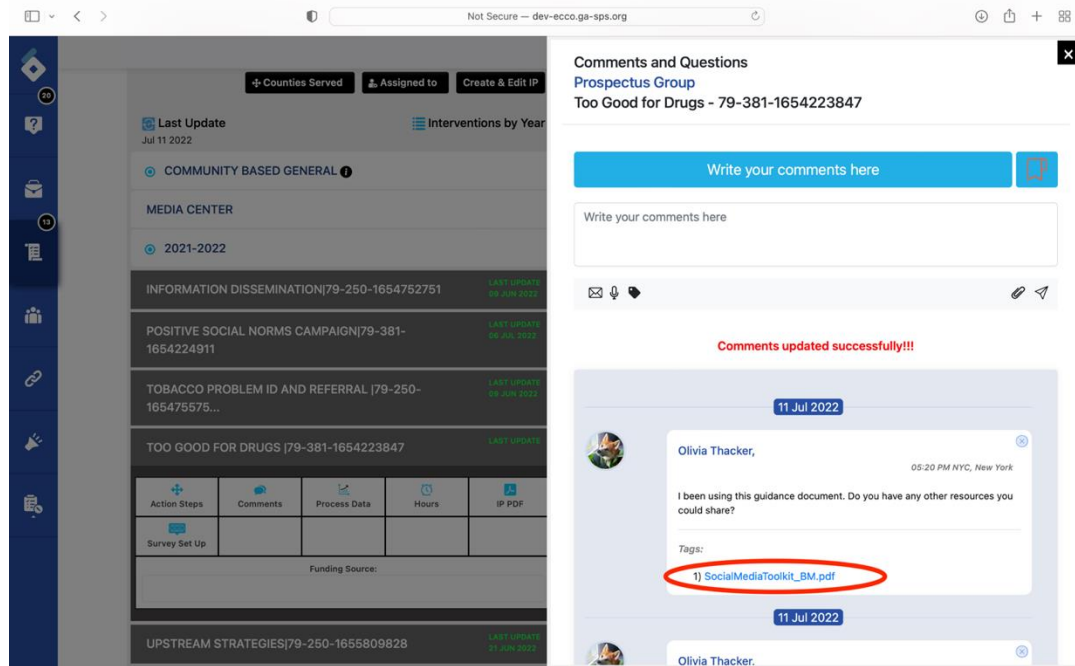 Not Secure — dev-ecco.ga-sps.org
20
13
Counties Served
Assigned to
Create & Edit IP
Last Update
Jul 11 2022
Interventions by Year
COMMUNITY BASED GENERAL
MEDIA CENTER
2021-2022
INFORMATION DISSEMINATION|79-250-1654752751
LAST UPDATE
09 JUN 2022
POSITIVE SOCIAL NORMS CAMPAIGN|79-381-
1654224911
LAST UPDATE
06 JUL 2022
TOBACCO PROBLEM ID AND REFERRAL |79-250-
165475575...
LAST UPDATE
09 JUN 2022
TOO GOOD FOR DRUGS |79-381-1654223847
LAST UPDATE
Action Steps
Comments
Process Data
Hours
IP PDF
Survey Set Up
Funding Source:
UPSTREAM STRATEGIES|79-250-1655809828
LAST UPDATE
21 JUN 2022
X
Comments and Questions
Prospectus Group
Too Good for Drugs - 79-381-1654223847
Write your comments here
Write your comments here
Comments updated successfully!!!
11 Jul 2022
Olivia Thacker,
05:20 PM NYC, New York
I been using this guidance document. Do you have any other resources you
could share?
Tags:
1) SocialMediaToolkit_BM.pdf
11 Jul 2022
Olivia Thacker,